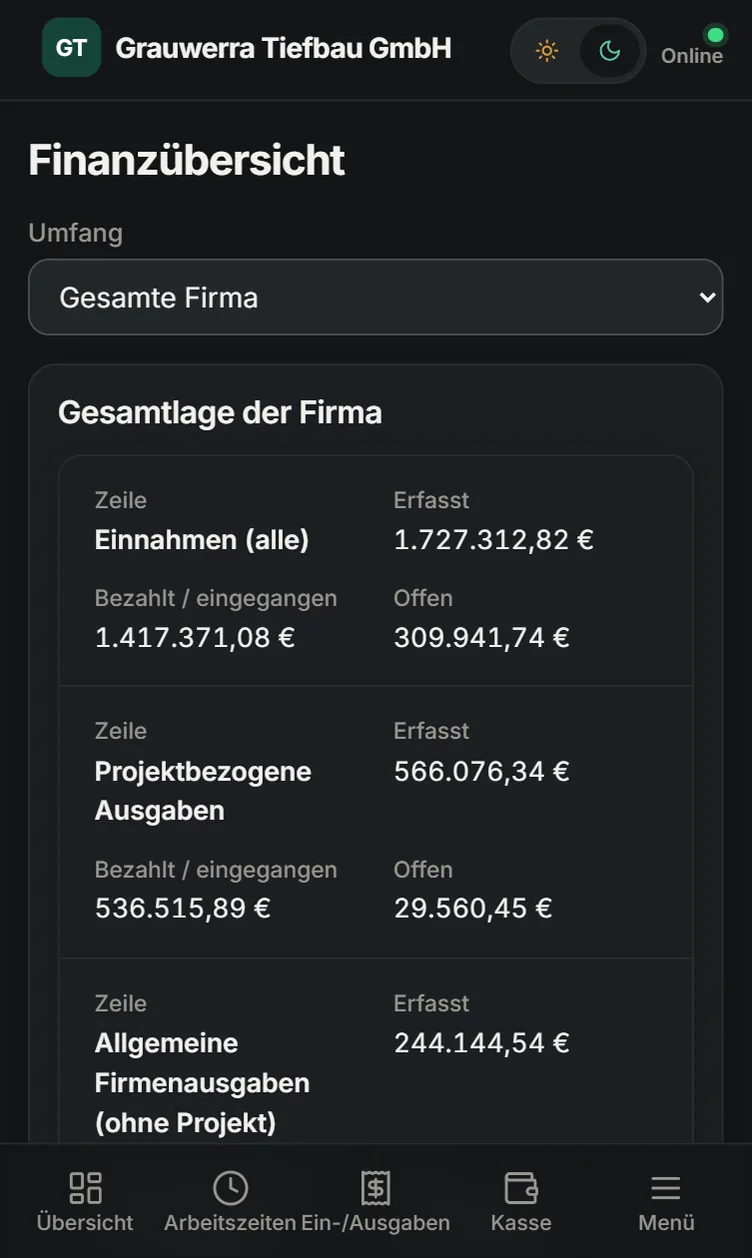 GT
Grauwerra Tiefbau GmbH
Online
Finanzübersicht
Umfang
Gesamte Firma
Gesamtlage der Firma
Zeile
Erfasst
Einnahmen (alle)
1.727.312,82 €
Bezahlt / eingegangen
Offen
1.417.371,08 €
309.941,74 €
Zeile
Erfasst
Projektbezogene
Ausgaben
566.076,34 €
Bezahlt / eingegangen
Offen
536.515,89 €
29.560,45 €
Zeile
Erfasst
Allgemeine
Firmenausgaben
(ohne Projekt)
244.144,54 €
Übersicht
Arbeitszeiten
Ein-/Ausgaben
Kasse
Menü